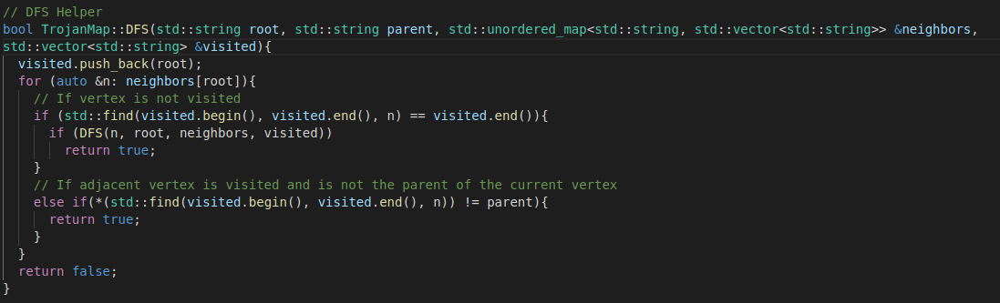 // DFS Helper
bool TrojanMap::DFS(std::string root, std::string parent, std::unordered_map<std::string, std::vector<std::string>> &neighbors,
std::vector<std::string> &visited){
  visited.push_back(root);
  for (auto &n: neighbors[root]){
    // If vertex is not visited
    if (std::find(visited.begin(), visited.end(), n) == visited.end()){
      if (DFS(n, root, neighbors, visited))
        return true;
    }
    // If adjacent vertex is visited and is not the parent of the current vertex
    else if(*(std::find(visited.begin(), visited.end(), n)) != parent){
      return true;
    }
  }
  return false;
}